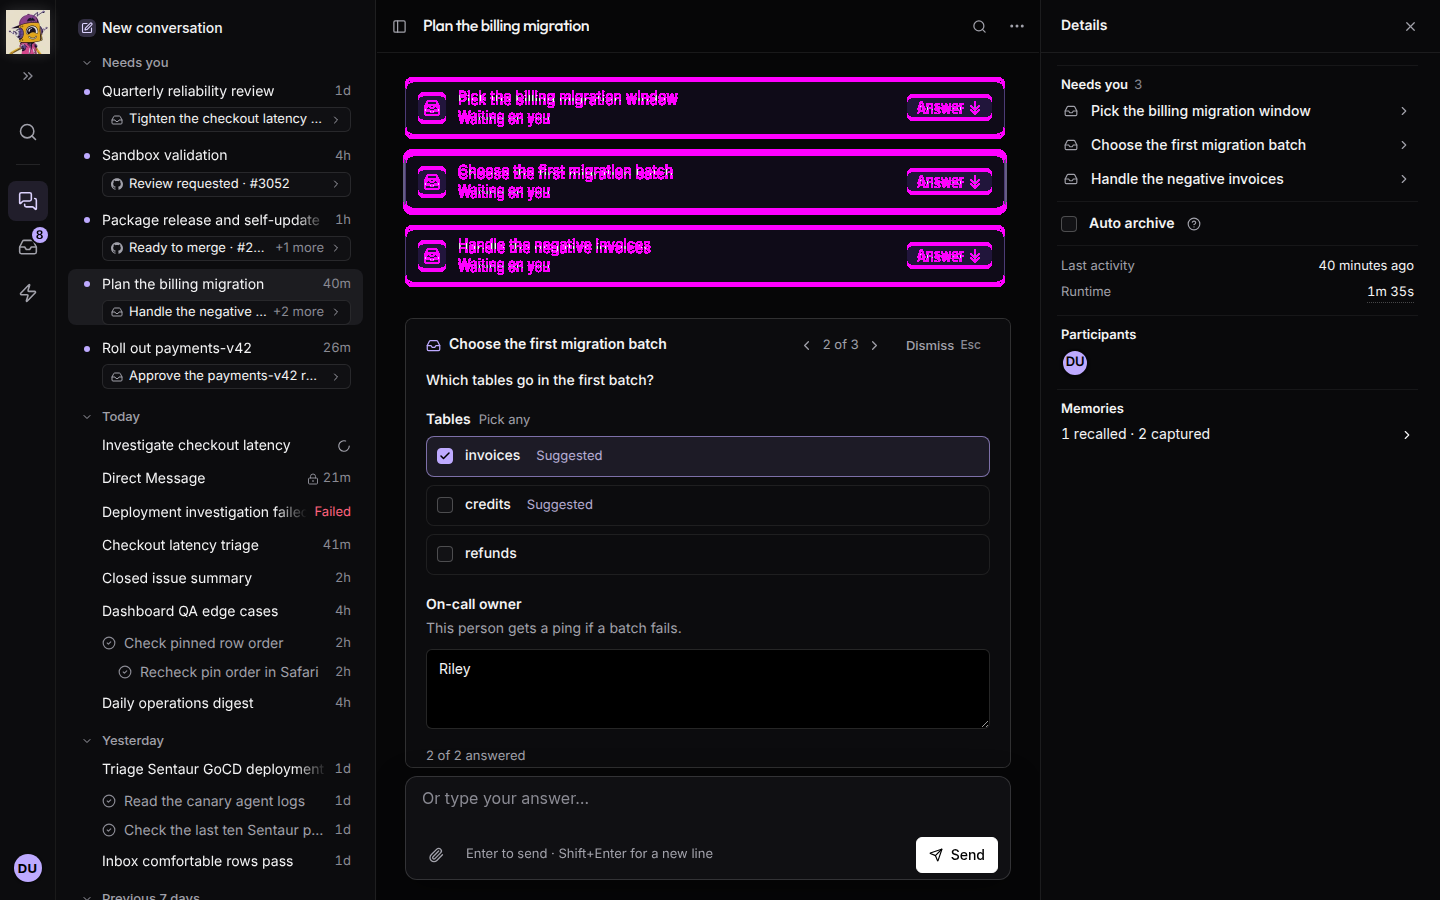 New conversation
Needs you
Quarterly reliability review 1d
Tighten the checkout latency ...
Sandbox validation 4h
Review requested · #3052
Package release and self-update 1h
Ready to merge · #2... +1 more
8
Plan the billing migration 40m
Handle the negative ... +2 more
Roll out payments-v42 26m
Approve the payments-v42 r...
Today
Investigate checkout latency
Direct Message 21m
Deployment investigation failed Failed
Checkout latency triage 41m
Closed issue summary 2h
Dashboard QA edge cases 4h
Check pinned row order 2h
Recheck pin order in Safari 2h
Daily operations digest 4h
Yesterday
Triage Sentaur GoCD deployment 1d
Read the canary agent logs 1d
Check the last ten Sentaur p... 1d
Inbox comfortable rows pass 1d
Previous 7 days
DU
Plan the billing migration
Pick the billing migration window
Waiting on you
Answer
Choose the first migration batch
Waiting on you
Answer
Handle the negative invoices
Waiting on you
Answer
Choose the first migration batch 2 of 3 Dismiss Esc
Which tables go in the first batch?
Tables Pick any
invoices Suggested
credits Suggested
refunds
On-call owner
This person gets a ping if a batch fails.
Riley
2 of 2 answered
Or type your answer...
Enter to send · Shift+Enter for a new line
Send
Details
Needs you 3
Pick the billing migration window
Choose the first migration batch
Handle the negative invoices
Auto archive
Last activity 40 minutes ago
Runtime 1m 35s
Participants
DU
Memories
1 recalled · 2 captured